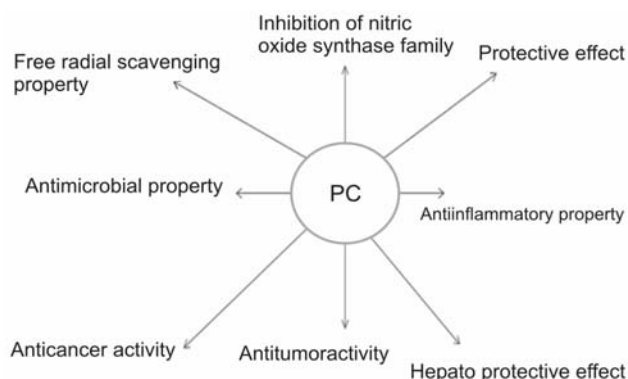 Inhibition of nitric
oxide synthase family
Protective effect
Free radial scavenging
property
Antimicrobial property
PC
Antiinflammatory property
Anticancer activity
Antitumoractivity
Hepato protective effect